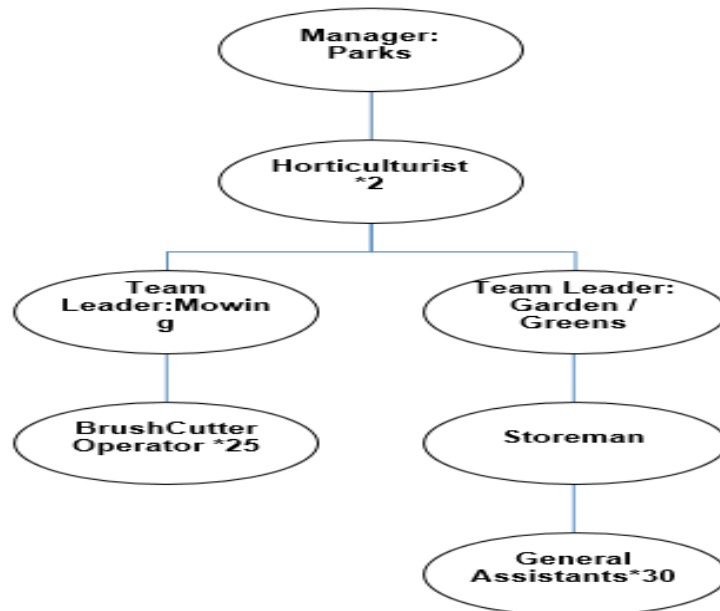 Manager:
Parks
Horticulturist
*2
Team
Leader:Mowin
g
Team Leader:
Garden /
Greens
BrushCutter
Operator *25
Storeman
General
Assistants*30